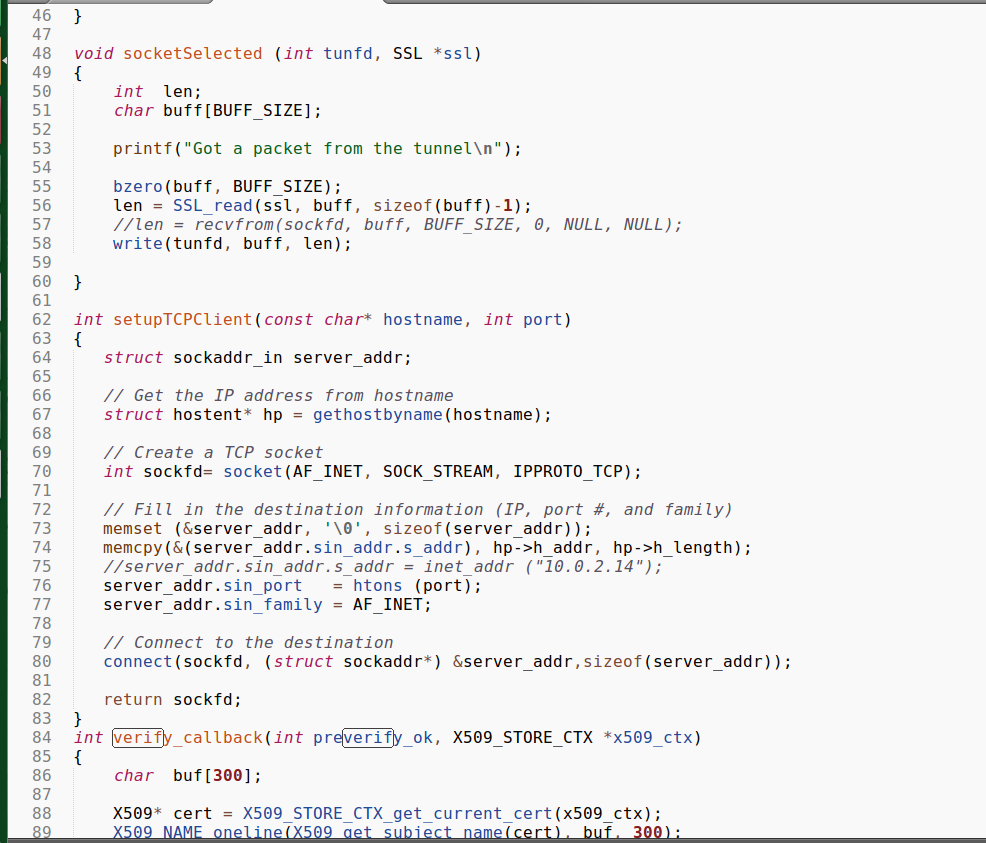 46 }
47
48 void socketSelected (int tunfd, SSL *ssl)
49 {
50     int  len;
51     char buff[BUFF_SIZE];
52
53     printf("Got a packet from the tunnel\n");
54
55     bzero(buff, BUFF_SIZE);
56     len = SSL_read(ssl, buff, sizeof(buff)-1);
57     //len = recvfrom(sockfd, buff, BUFF_SIZE, 0, NULL, NULL);
58     write(tunfd, buff, len);
59
60 }
61
62 int setupTCPClient(const char* hostname, int port)
63 {
64    struct sockaddr_in server_addr;
65
66    // Get the IP address from hostname
67    struct hostent* hp = gethostbyname(hostname);
68
69    // Create a TCP socket
70    int sockfd= socket(AF_INET, SOCK_STREAM, IPPROTO_TCP);
71
72    // Fill in the destination information (IP, port #, and family)
73    memset (&server_addr, '\0', sizeof(server_addr));
74    memcpy(&(server_addr.sin_addr.s_addr), hp->h_addr, hp->h_length);
75    //server_addr.sin_addr.s_addr = inet_addr ("10.0.2.14");
76    server_addr.sin_port   = htons (port);
77    server_addr.sin_family = AF_INET;
78
79    // Connect to the destination
80    connect(sockfd, (struct sockaddr*) &server_addr,sizeof(server_addr));
81
82    return sockfd;
83 }
84 int verify_callback(int preverify_ok, X509_STORE_CTX *x509_ctx)
85 {
86     char  buf[300];
87
88     X509* cert = X509_STORE_CTX_get_current_cert(x509_ctx);
89     X509_NAME_oneline(X509_get_subject_name(cert), buf, 300);